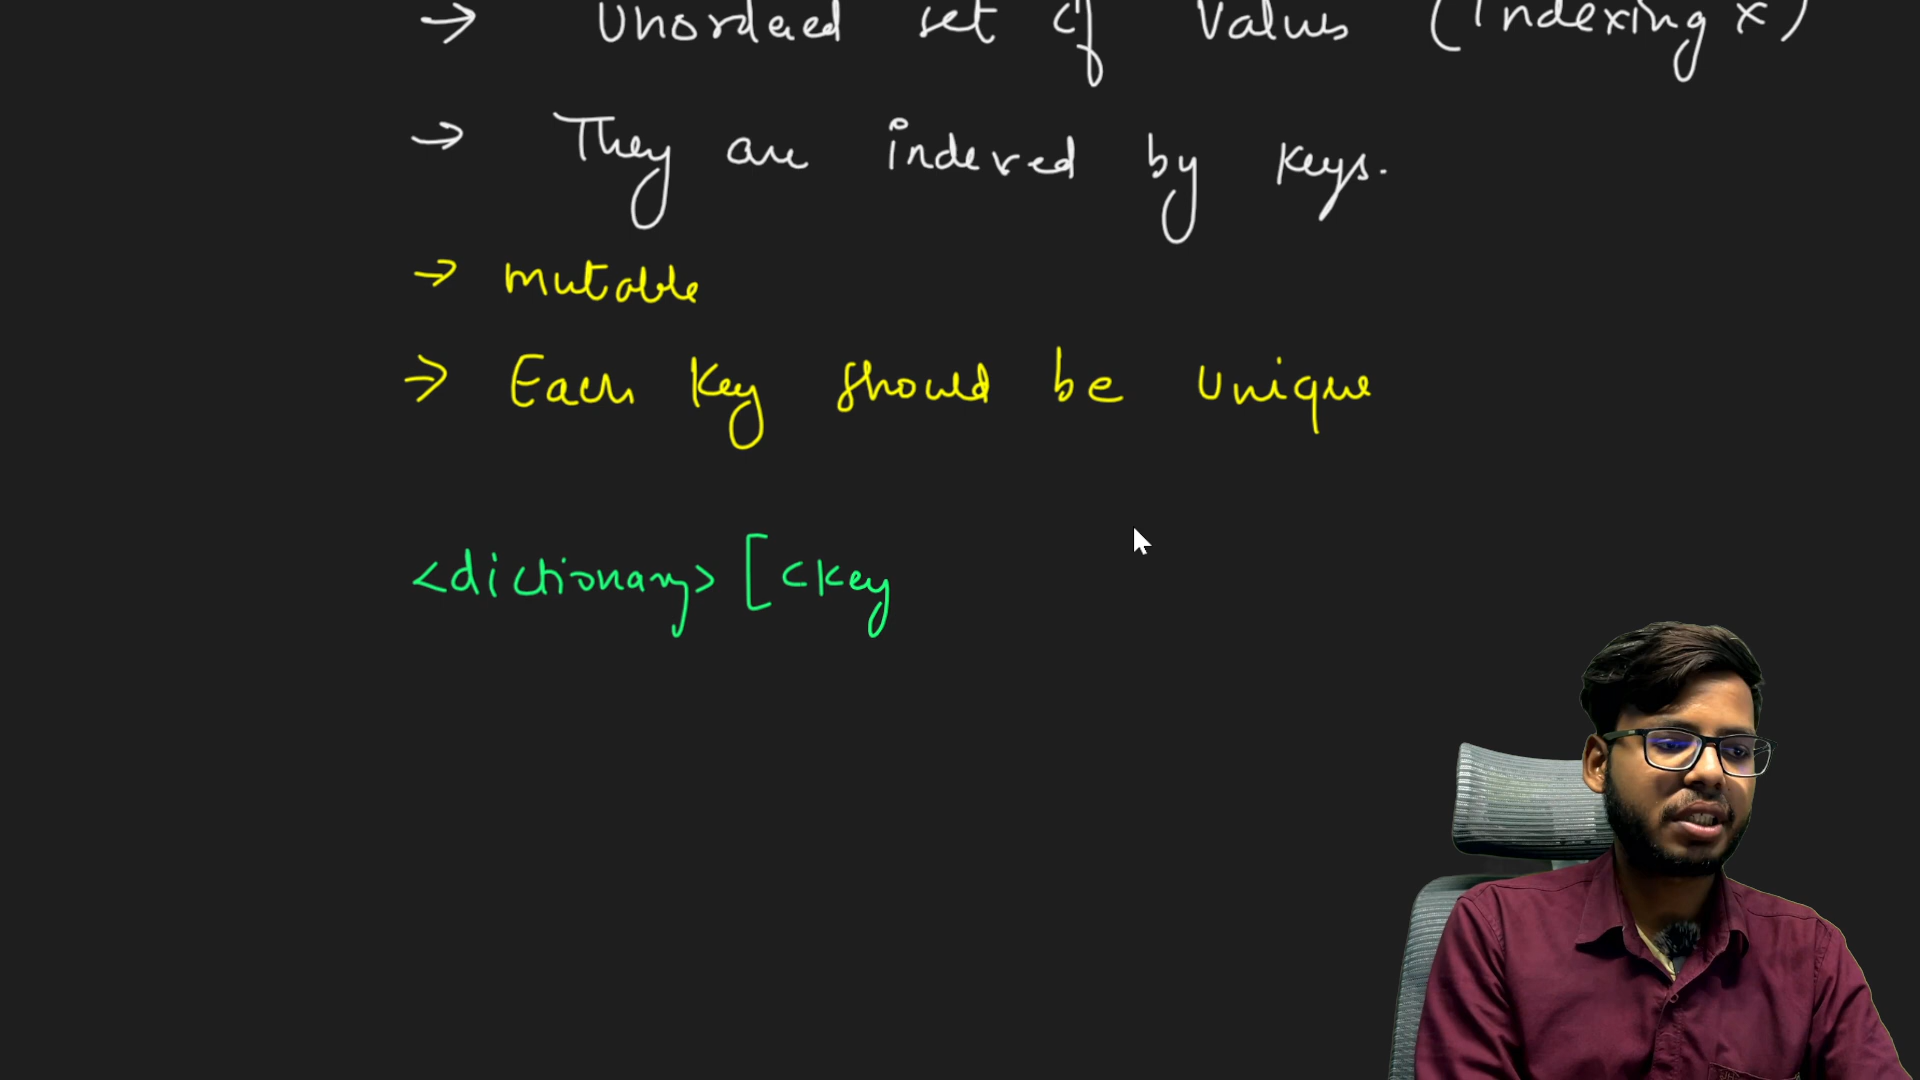 → Unordered set of Values (Indexing x)
→ They are indexed by keys.
→ mutable
→ Each Key should be Unique
<dictionary> [<Key